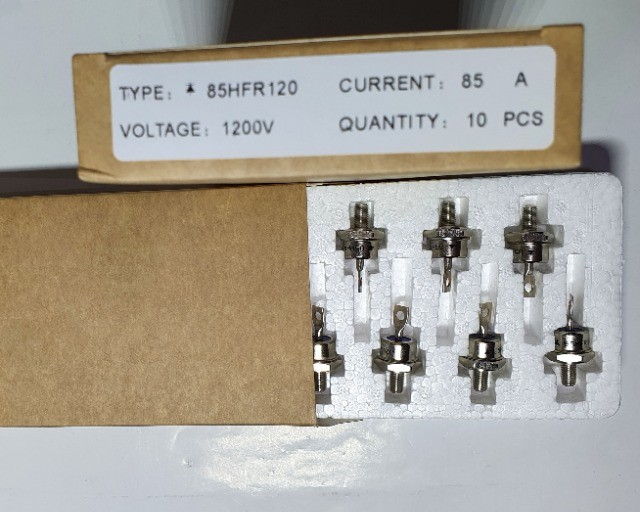 TYPE: 85HFR120 CURRENT: 85 A
VOLTAGE: 1200V QUANTITY: 10 PCS